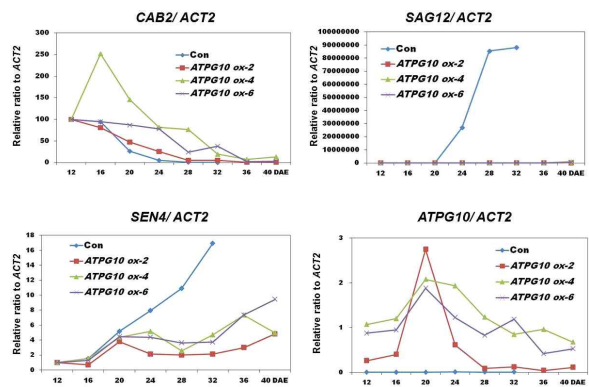 CAB2/ ACT2
Relative ratio to ACT2
300
250
200
150
100
50
0
12 16 20 24 28 32 36 40 DAE
Con
ATPG10 ox-2
ATPG10 ox-4
ATPG10 ox-6
SAG12/ ACT2
Relative ratio to ACT2
100000000
90000000
80000000
70000000
60000000
50000000
40000000
30000000
20000000
10000000
0
12 16 20 24 28 32 36 40 DAE
Con
ATPG10 ox-2
ATPG10 ox-4
ATPG10 ox-6
SEN4/ ACT2
Relative ratio to ACT2
18
16
14
12
10
8
6
4
2
0
12 16 20 24 28 32 36 40 DAE
Con
ATPG10 ox-2
ATPG10 ox-4
ATPG10 ox-6
ATPG10/ ACT2
Relative ratio to ACT2
3
2
1
0
12 16 20 24 28 32 36 40 DAE
Con
ATPG10 ox-2
ATPG10 ox-4
ATPG10 ox-6